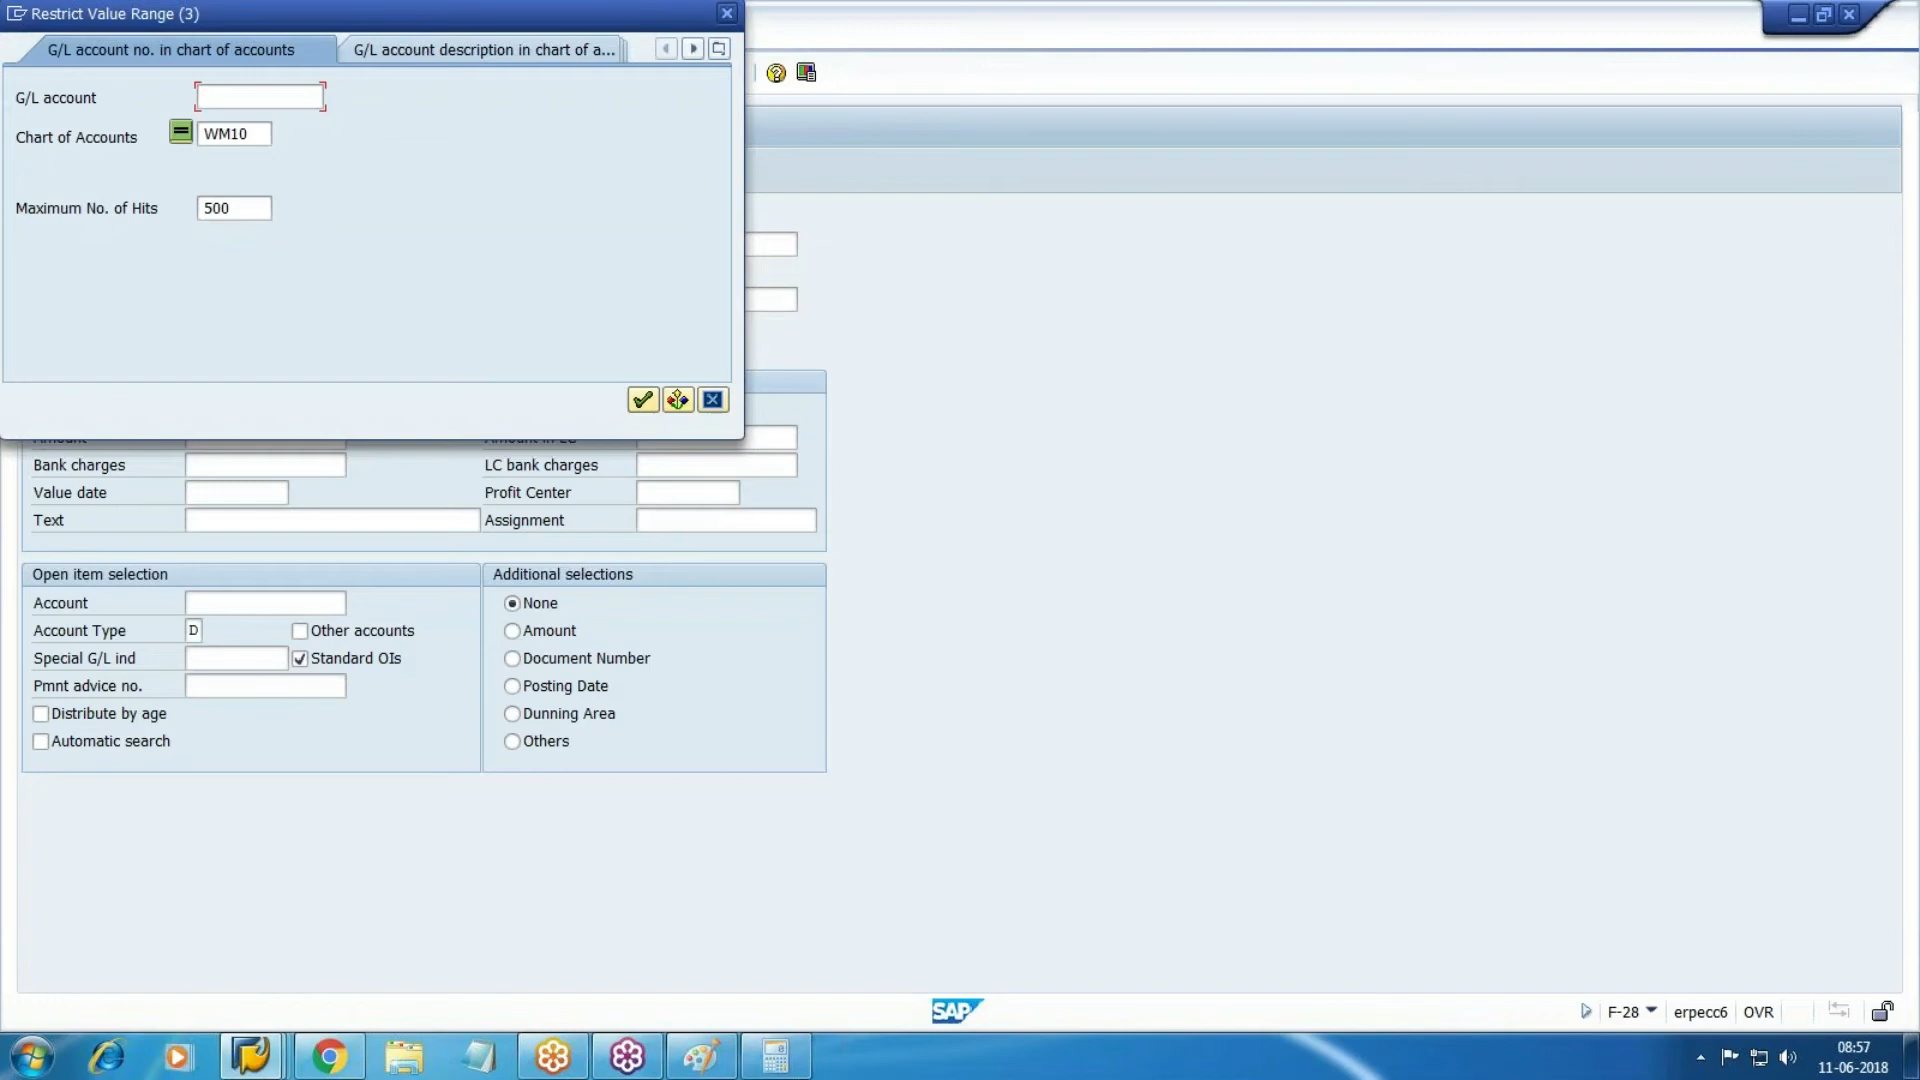 Restrict Value Range (3)
G/L account no. in chart of accounts
G/L account description in chart of a...
G/L account
Chart of Accounts
WM10
Maximum No. of Hits
500
Bank charges
LC bank charges
Value date
Profit Center
Text
Assignment
Open item selection
Additional selections
Account
None
Account Type D
Other accounts
Amount
Special G/L ind
Standard OIs
Document Number
Pmnt advice no.
Posting Date
Distribute by age
Dunning Area
Automatic search
Others
SAP
F-28
erpecc6
OVR
08:57
11-06-2018